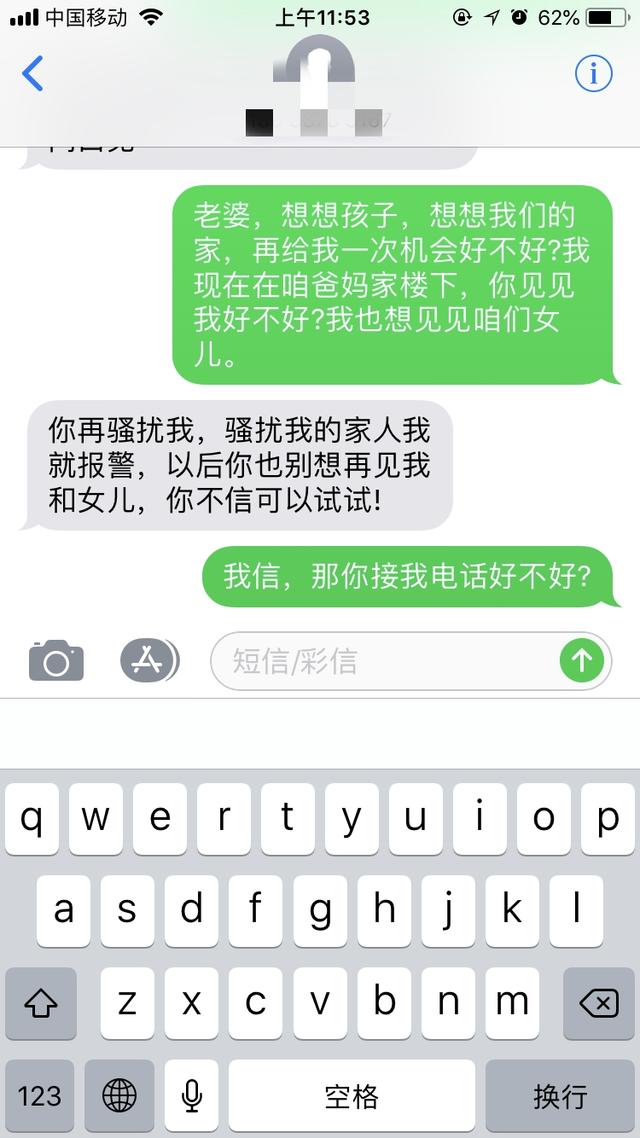 中国移动
上午11:53
62%
老婆，想想孩子，想想我们的
家，再给我一次机会好不好?我
现在在咱爸妈家楼下，你见见
我好不好?我也想见见咱们女
儿。
你再骚扰我，骚扰我的家人我
就报警，以后你也别想再见我
和女儿，你不信可以试试!
我信，那你接我电话好不好?
短信/彩信
q w e r t y u i o p
a s d f g h j k l
z x c v b n m
123
空格
换行